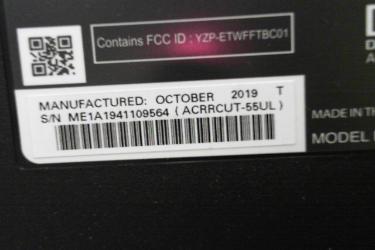 Contains FCC ID : YZP-ETWFFTBC01
MANUFACTURED: OCTOBER 2019 T
S/N ME1A1941109564 ( ACRRCUT-55UL )
MADE IN TH
MODEL